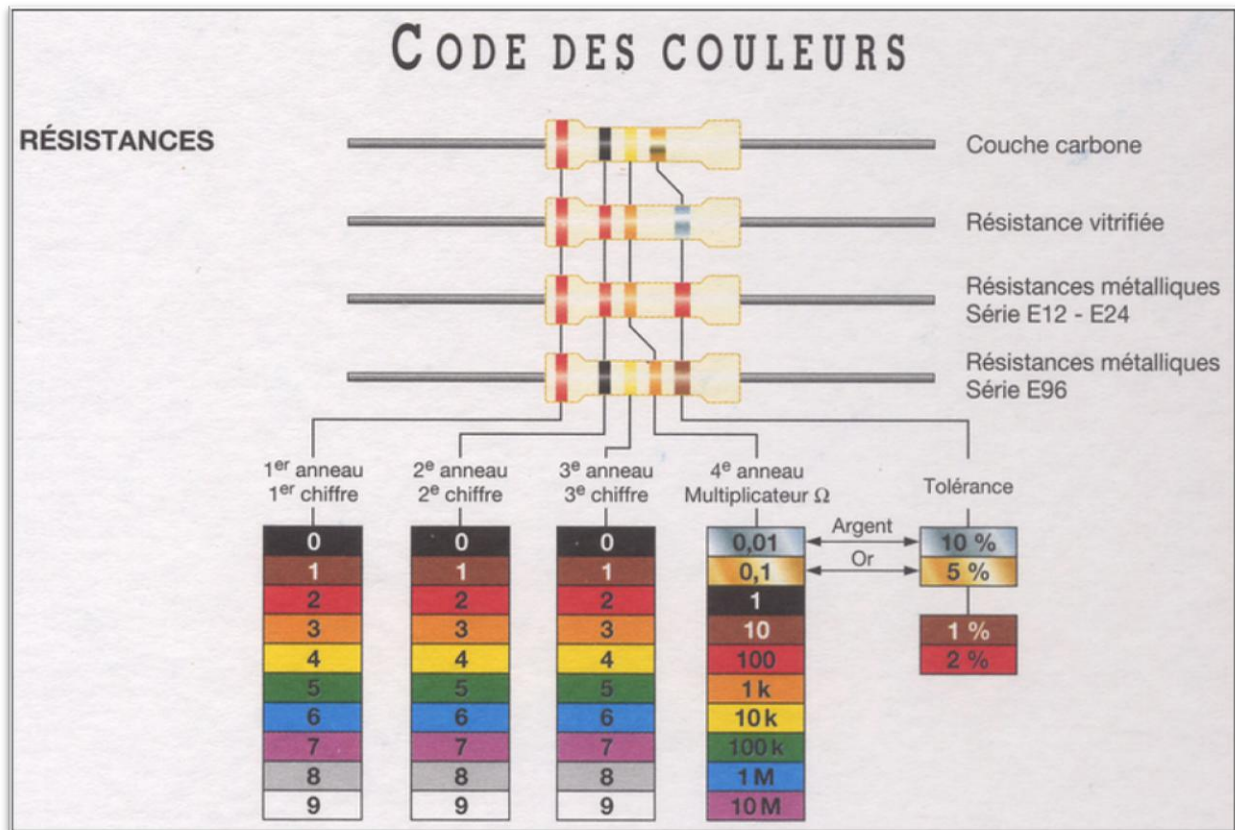 CODE DES COULEURS
RÉSISTANCES
Couche carbone
Résistance vitrifiée
Résistances métalliques
Série E12 - E24
Résistances métalliques
Série E96
1er anneau
1er chiffre
2e anneau
2e chiffre
3e anneau
3e chiffre
4e anneau
Multiplicateur Ω
Tolérance
Argent
Or
0
1
2
3
4
5
6
7
8
9
0
1
2
3
4
5
6
7
8
9
0
1
2
3
4
5
6
7
8
9
0,01
0,1
1
10
100
1 k
10 k
100 k
1 M
10 M
10 %
5 %
1 %
2 %